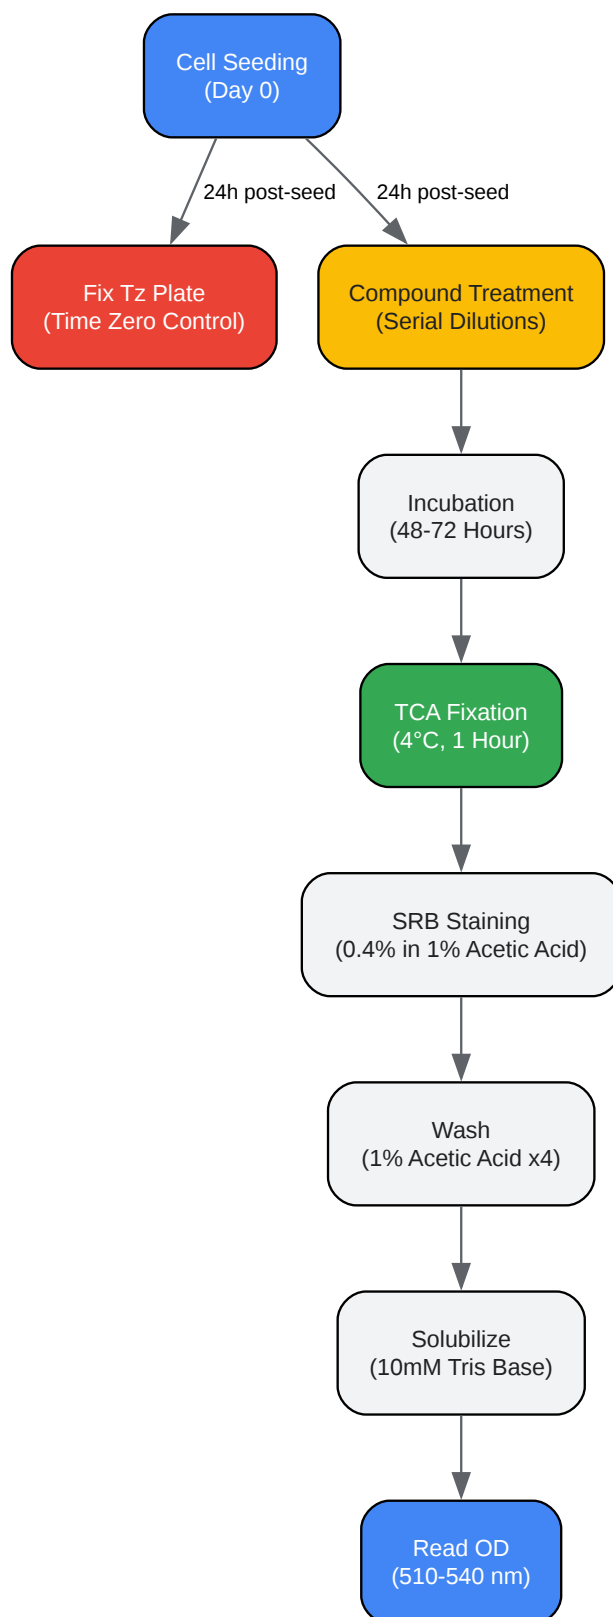 Cell Seeding
(Day 0)
24h post-seed
24h post-seed
Fix Tz Plate
(Time Zero Control)
Compound Treatment
(Serial Dilutions)
Incubation
(48-72 Hours)
TCA Fixation
(4°C, 1 Hour)
SRB Staining
(0.4% in 1% Acetic Acid)
Wash
(1% Acetic Acid x4)
Solubilize
(10mM Tris Base)
Read OD
(510-540 nm)